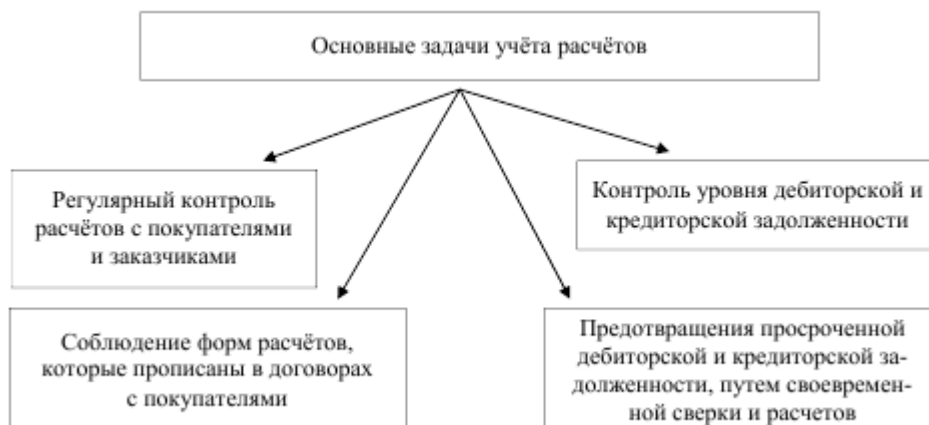 Основные задачи учёта расчётов
Регулярный контроль
расчётов с покупателями
и заказчиками
Контроль уровня дебиторской и
кредиторской задолженности
Соблюдение форм расчётов,
которые прописаны в договорах
с покупателями
Предотвращения просроченной
дебиторской и кредиторской за-
долженности, путем своевремен-
ной сверки и расчетов